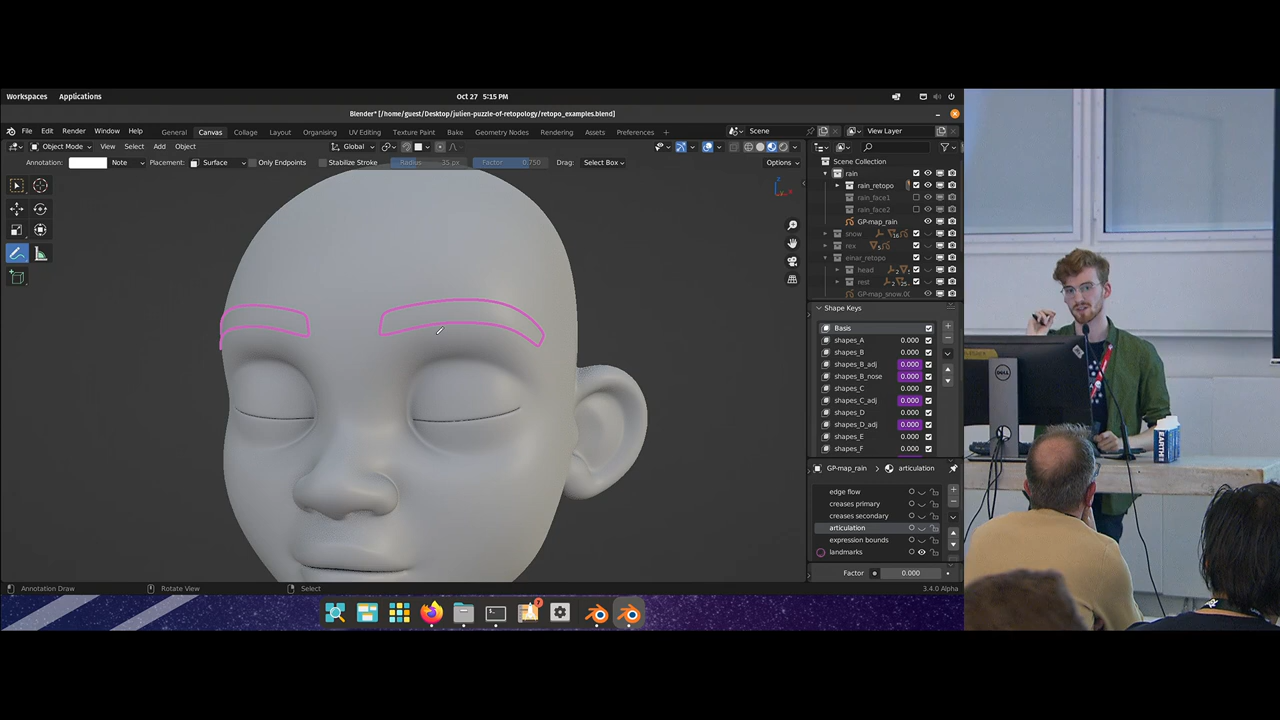 Workspaces Applications Oct 27 5:15 PM
Blender* [/home/guest/Desktop/julien-puzzle-of-retopology/retopo_examples.blend]
File Edit Render Window Help General Canvas Collage Layout Organising UV Editing Texture Paint Bake Geometry Nodes Rendering Assets Preferences Scene View Layer
Object Mode View Select Add Object Global
Annotation: Note Placement: Surface Only Endpoints Stabilize Stroke Radius 35 px Factor 0.750 Drag: Select Box Options
Scene Collection
rain
rain_retopo
rain_face1
rain_face2
GP-map_rain
snow 16
rex 5
einar_retopo
head 2
rest 2 25
Shape Keys
Basis
shapes_A 0.000
shapes_B 0.000
shapes_B_adj 0.000
shapes_B_nose 0.000
shapes_C 0.000
shapes_C_adj 0.000
shapes_D 0.000
shapes_D_adj 0.000
shapes_E 0.000
shapes_F 0.000
GP-map_rain > articulation
edge flow
creases primary
creases secondary
articulation
expression bounds
landmarks
Factor 0.000
Annotation Draw Rotate View Select 3.4.0 Alpha
DELL
EARTH